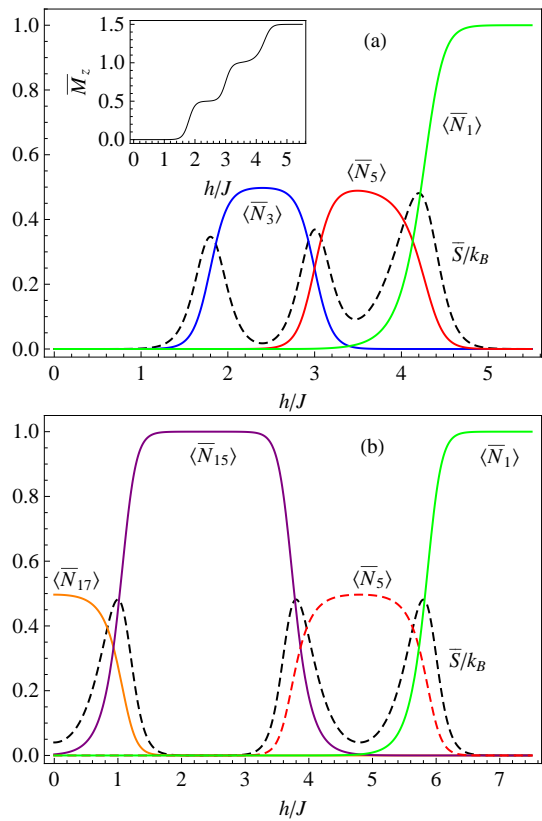 (a)
1.5
1.0
0.5
0.0
M̅z
0 1 2 3 4 5
h/J
⟨N̅1⟩
⟨N̅3⟩
⟨N̅5⟩
S̅/kB
1.0
0.8
0.6
0.4
0.2
0.0
0 1 2 3 4 5
h/J
(b)
⟨N̅15⟩
⟨N̅1⟩
⟨N̅17⟩
⟨N̅5⟩
S̅/kB
1.0
0.8
0.6
0.4
0.2
0.0
0 1 2 3 4 5 6 7
h/J